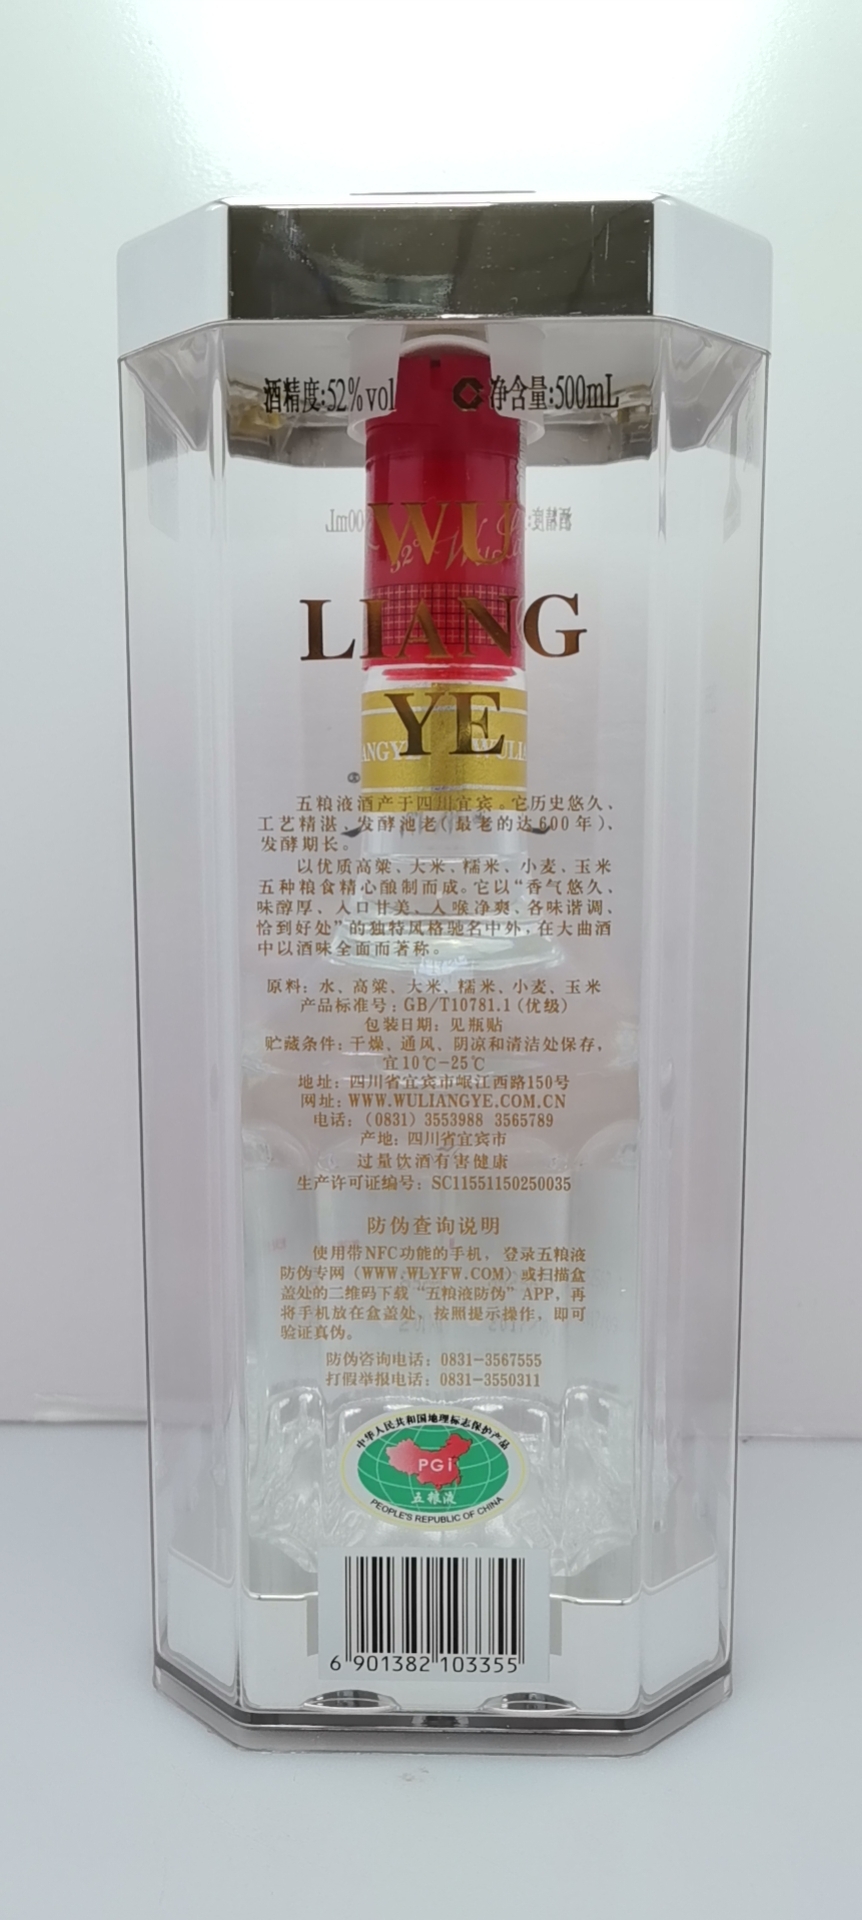 酒精度:52%vol 净含量:500mL
WU
LIANG
YE
五粮液酒产于四川宜宾。它历史悠久、
工艺精湛、发酵池老(最老的达600年)、
发酵期长。
以优质高粱、大米、糯米、小麦、玉米
五种粮食精心酿制而成。它以“香气悠久、
味醇厚、入口甘美、入喉净爽、各味谐调、
恰到好处”的独特风格驰名中外,在大曲酒
中以酒味全面而著称。
原料:水、高粱、大米、糯米、小麦、玉米
产品标准号:GB/T10781.1(优级)
包装日期:见瓶贴
贮藏条件:干燥、通风、阴凉和清洁处保存,
宜10℃-25℃
地址:四川省宜宾市岷江西路150号
网址:WWW.WULIANGYE.COM.CN
电话:(0831)3553988 3565789
产地:四川省宜宾市
过量饮酒有害健康
生产许可证编号:SC11551150250035
防伪查询说明
使用带NFC功能的手机,登录五粮液
防伪专网(WWW.WLYFW.COM)或扫描盒
盖处的二维码下载“五粮液防伪”APP,再
将手机放在盒盖处,按照提示操作,即可
验证真伪。
防伪咨询电话:0831-3567555
打假举报电话:0831-3550311
中华人民共和国地理标志保护产品
PGi
五粮液
PEOPLE'S REPUBLIC OF CHINA
6 901382 103355